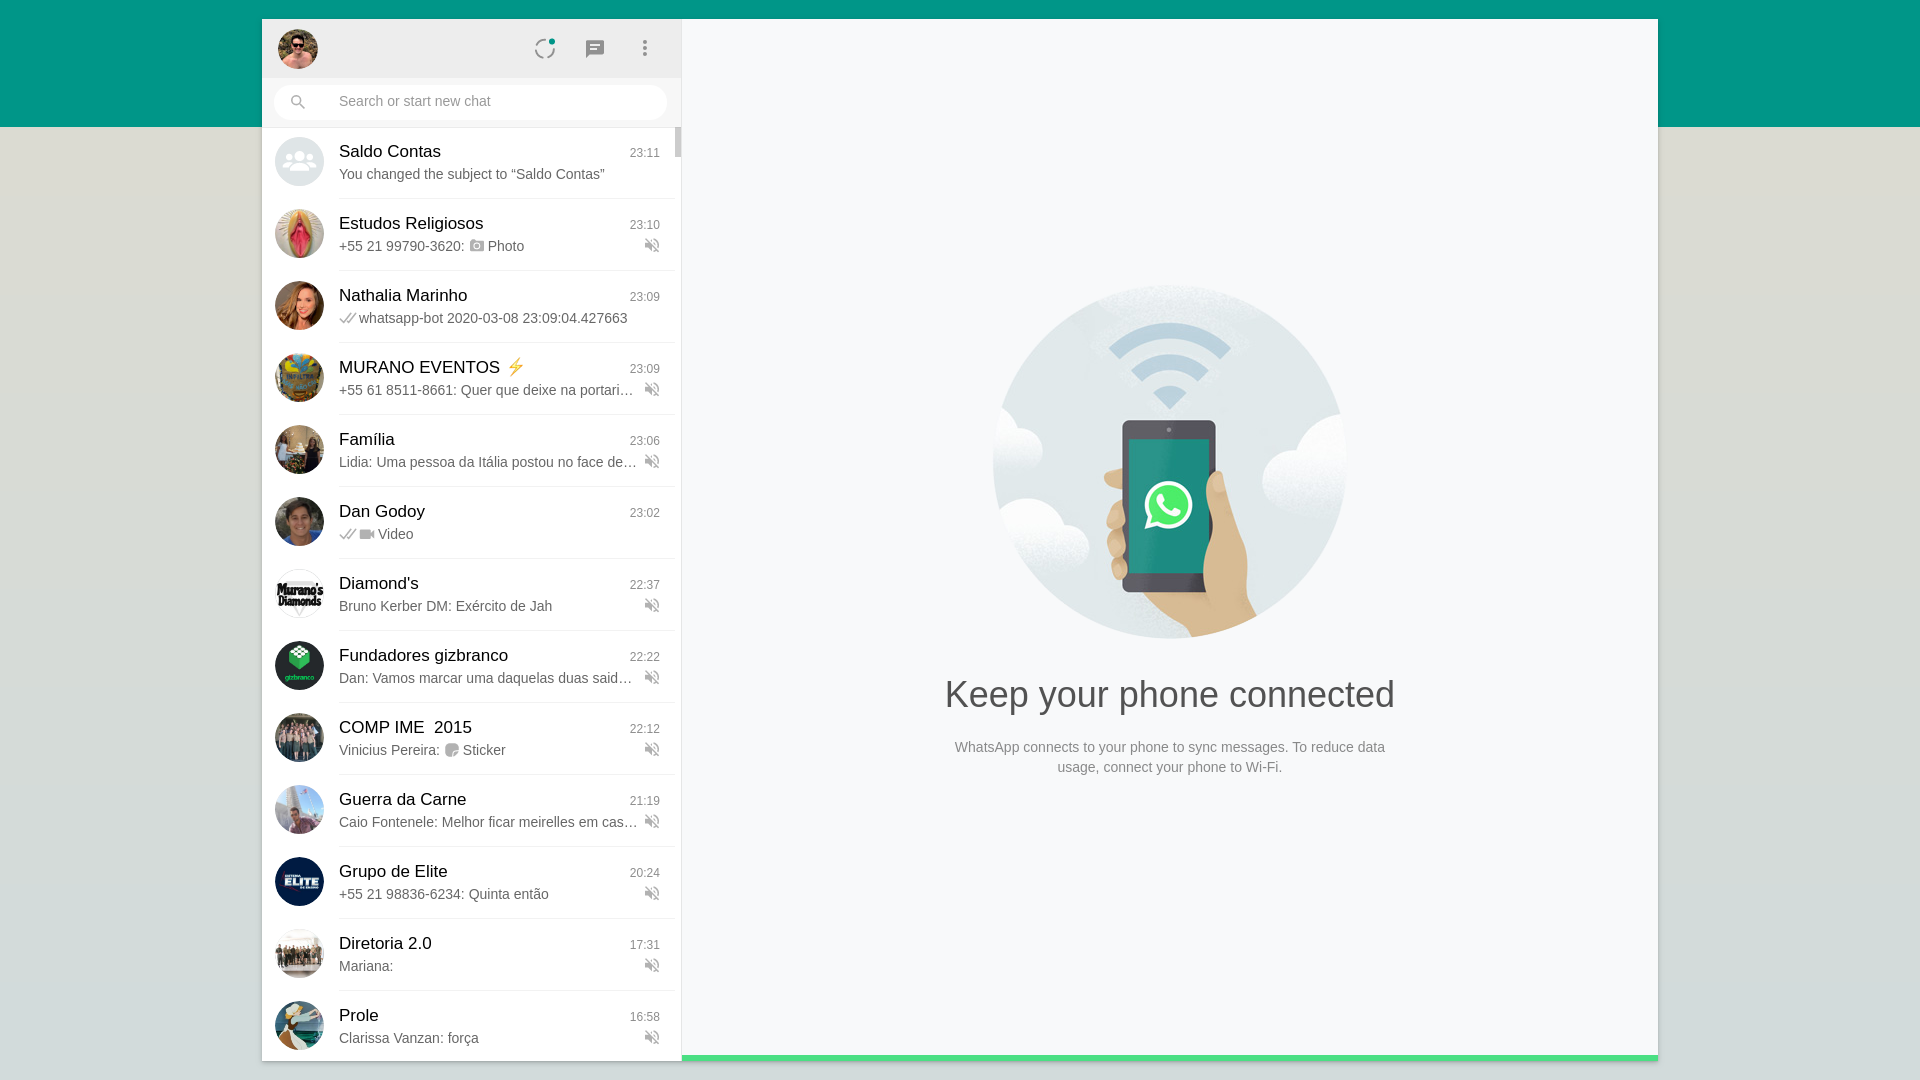 Search or start new chat
Saldo Contas 23:11
You changed the subject to “Saldo Contas”
Estudos Religiosos 23:10
+55 21 99790-3620: Photo
Nathalia Marinho 23:09
whatsapp-bot 2020-03-08 23:09:04.427663
MURANO EVENTOS ⚡ 23:09
+55 61 8511-8661: Quer que deixe na portari…
Família 23:06
Lidia: Uma pessoa da Itália postou no face de…
Dan Godoy 23:02
Video
Murano's
Diamonds
Diamond's 22:37
Bruno Kerber DM: Exército de Jah
gizbranco
Fundadores gizbranco 22:22
Dan: Vamos marcar uma daquelas duas said…
COMP IME  2015 22:12
Vinicius Pereira: Sticker
Guerra da Carne 21:19
Caio Fontenele: Melhor ficar meirelles em cas…
ELITE
Grupo de Elite 20:24
+55 21 98836-6234: Quinta então
Diretoria 2.0 17:31
Mariana:
Prole 16:58
Clarissa Vanzan: força
Keep your phone connected
WhatsApp connects to your phone to sync messages. To reduce data
usage, connect your phone to Wi-Fi.